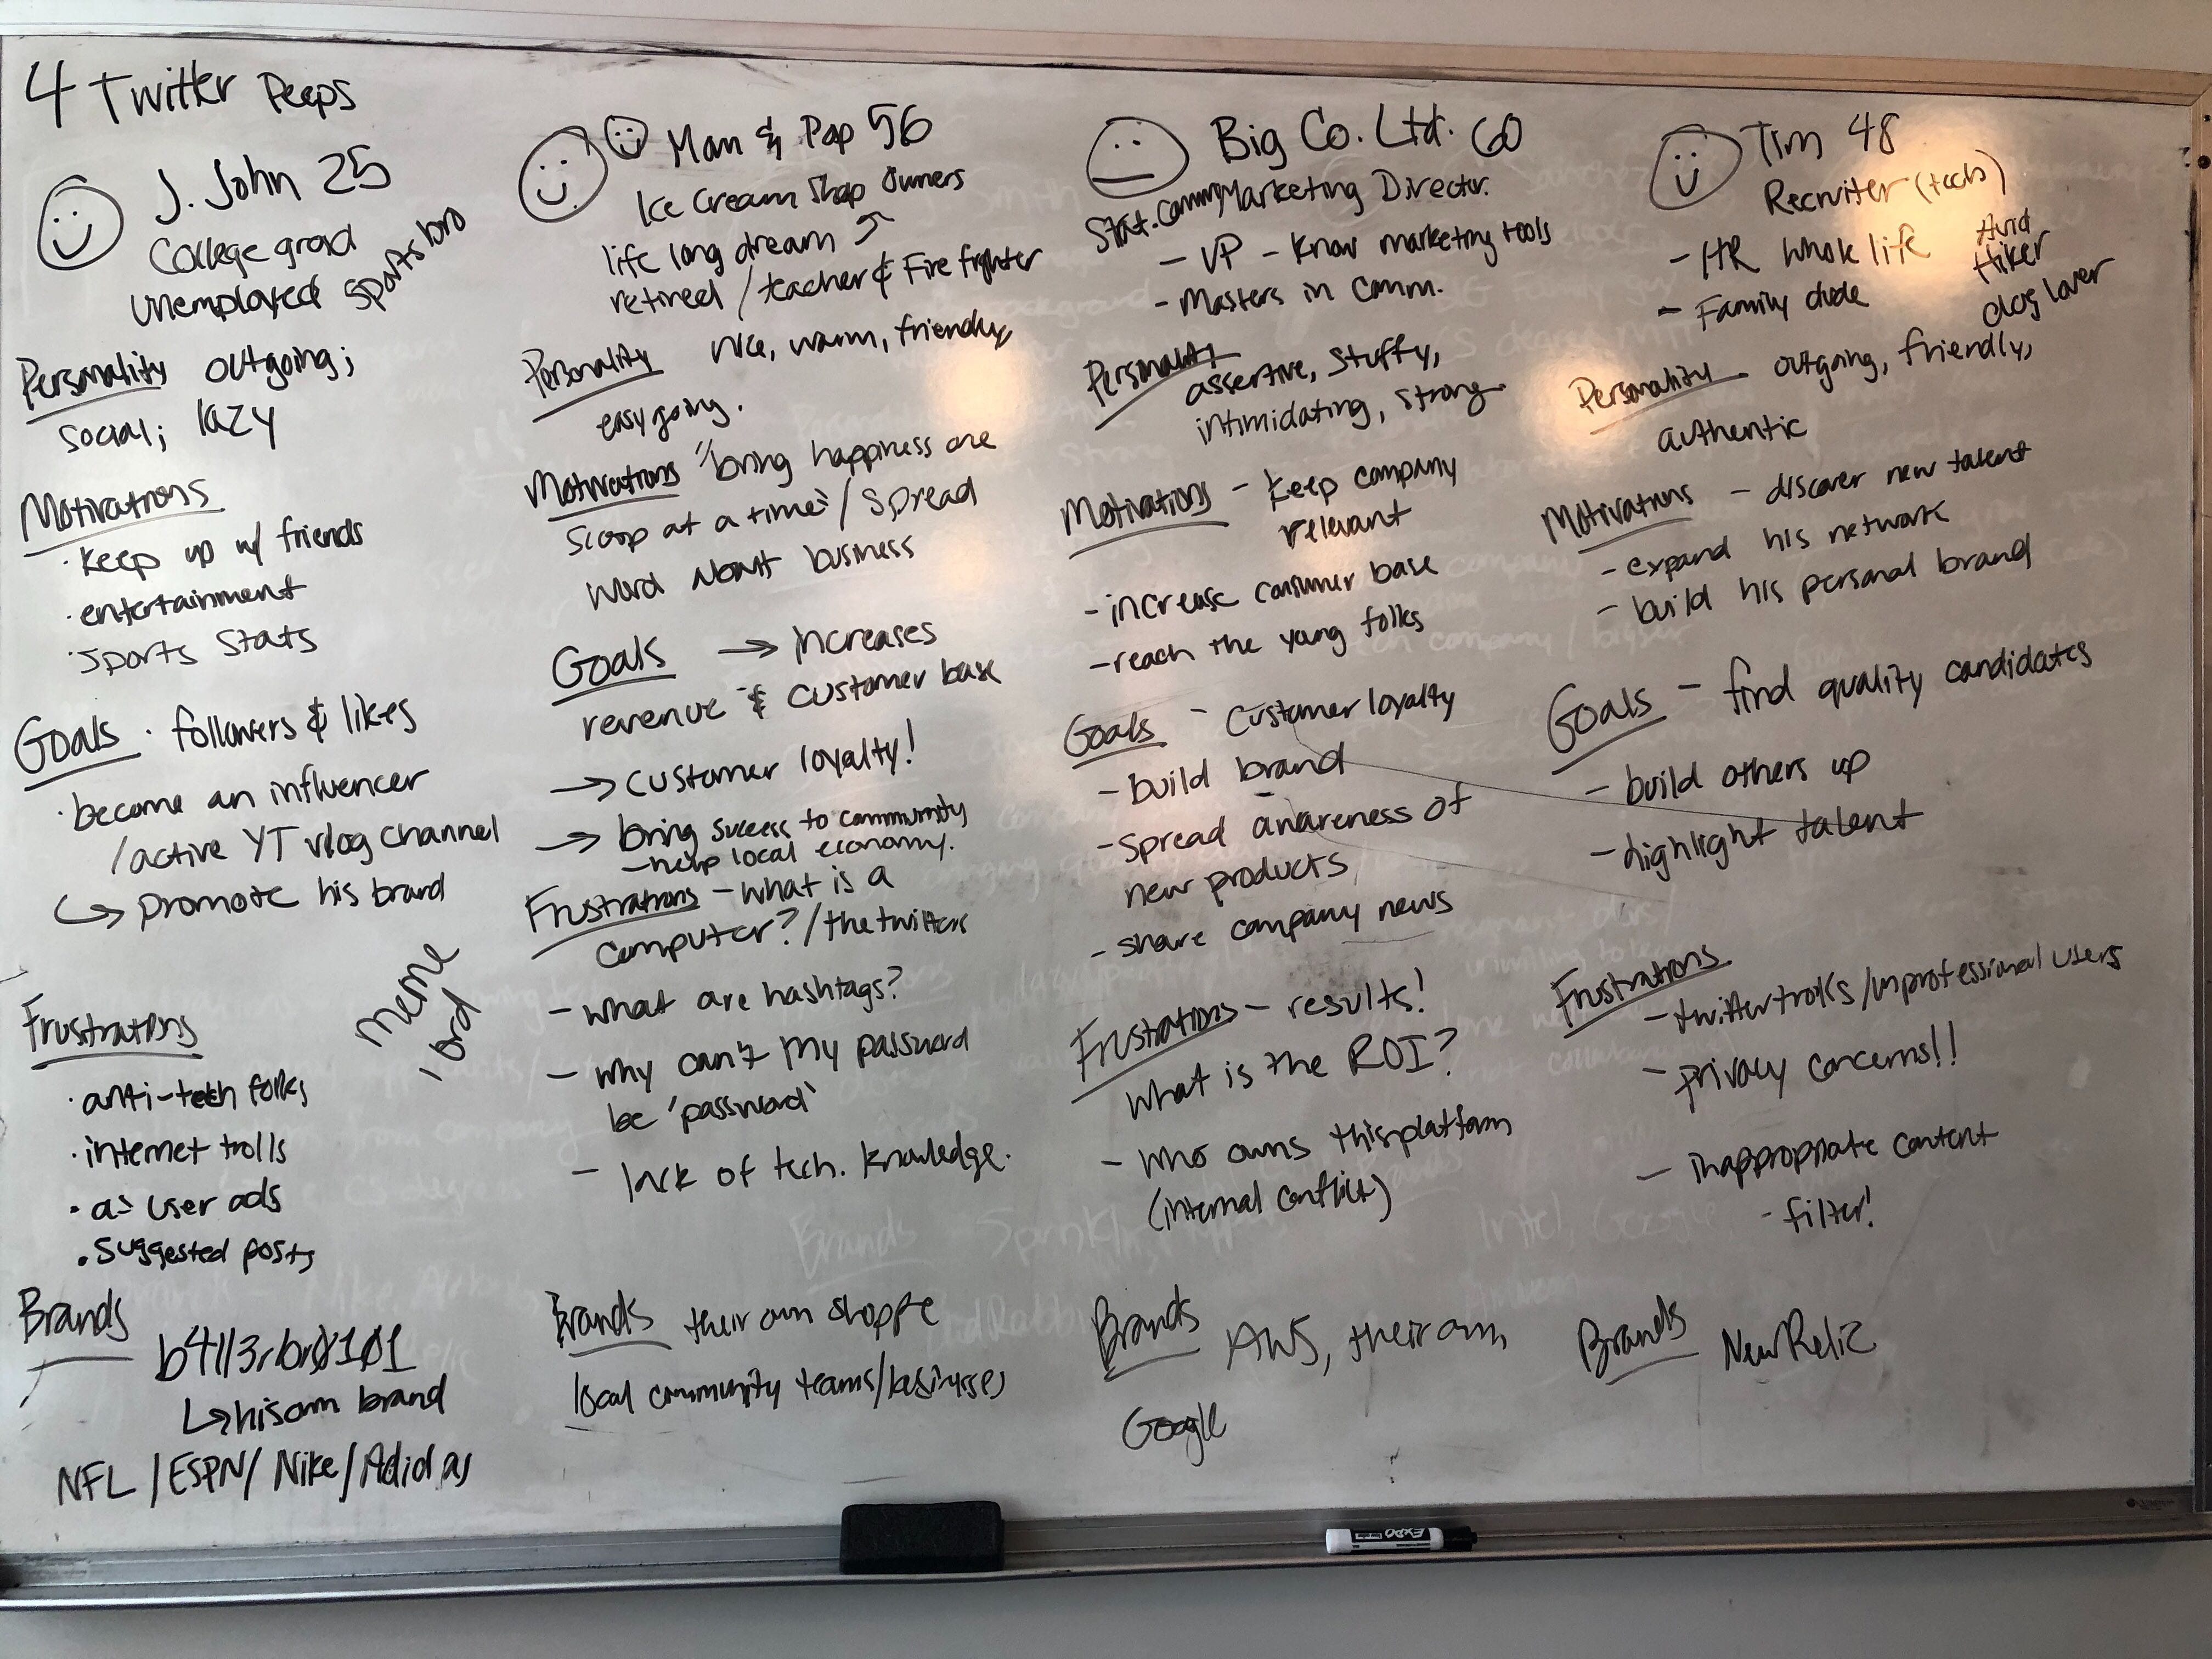 4 Twitter Peeps
J. John 25
College grad
Unemployed sports bro
Personality outgoing;
social; lazy
Motivations
· keep up w/ friends
· entertainment
· sports stats
Goals · followers & likes
· become an influencer
/active YT vlog channel
↳ promote his brand
meme
lord
Frustrations
· anti-tech folks
· internet trolls
· as user ads
· suggested posts
Brands
b4ll3rbr0101
↳ his own brand
NFL / ESPN / Nike / Adidas
Mom & Pop 56
Ice Cream Shop Owners
life long dream
retired / teacher & Fire fighter
Personality nice, warm, friendly,
easy going.
Motivations "bring happiness one
scoop at a time" / spread
word about business
Goals → increases
revenue & customer base
→ customer loyalty!
→ bring success to community
- help local economy.
Frustrations - what is a
computer? / the twitters
- what are hashtags?
- why can't my password
be 'password'
- lack of tech. knowledge.
Brands their own shoppe
local community teams/businesses
Big Co. Ltd. 60
Strat. Comm/Marketing Director.
- VP - know marketing tools
- Masters in Comm.
Personality
assertive, stuffy,
intimidating, strong
Motivations - keep company
relevant
- increase consumer base
- reach the young folks
Goals - customer loyalty
- build brand
- spread awareness of
new products
- share company news
Frustrations - results!
what is the ROI?
- who owns this platform
(internal conflict)
Brands AWS, their own,
Google
Tim 48
Recruiter (tech)
- HR whole life
- Family dude
Avid
Hiker
dog lover
Personality - outgoing, friendly,
authentic
Motivations - discover new talent
- expand his network
- build his personal brand
Goals - find quality candidates
- build others up
- highlight talent
Frustrations
- twitter trolls/unprofessional users
- privacy concerns!!
- inappropriate content
- filter!
Brands New Relic
EXPO